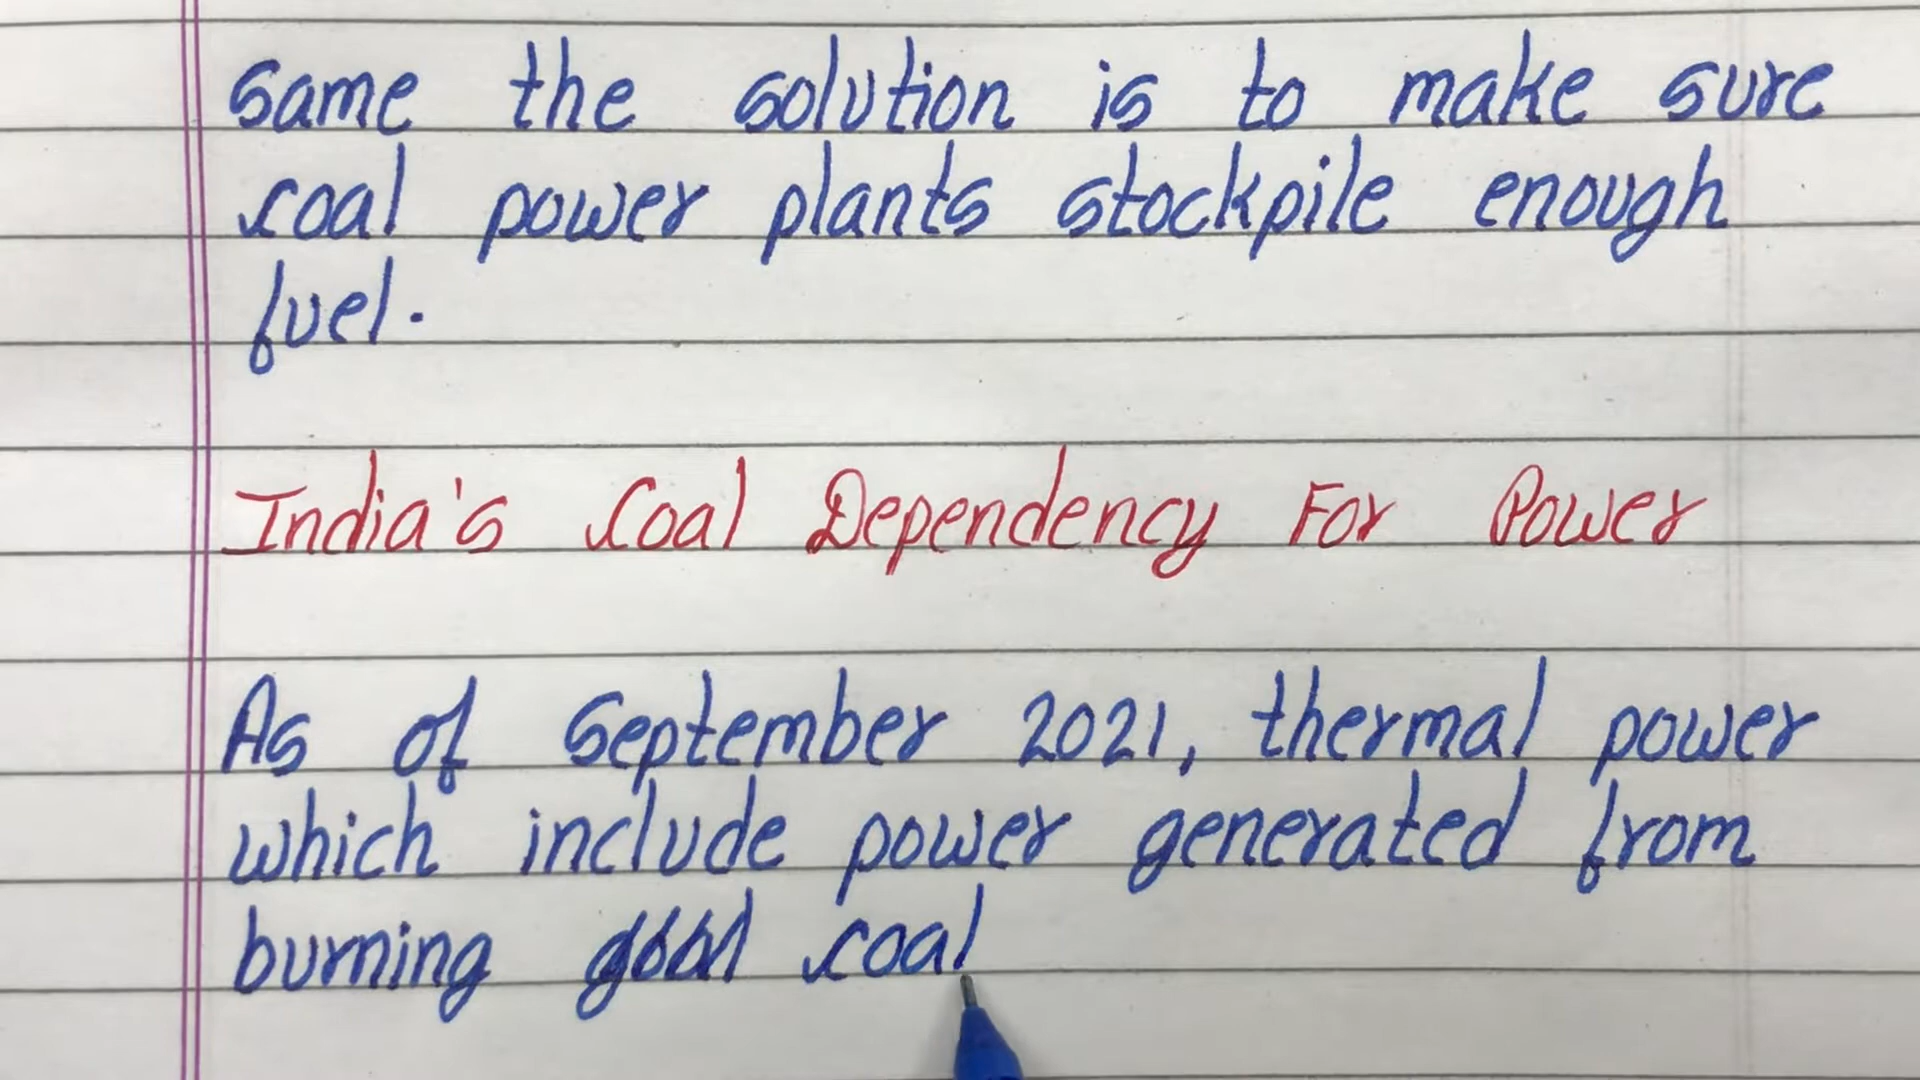 same the solution is to make sure
coal power plants stockpile enough
fuel.
India's Coal Dependency For Power
As of September 2021, thermal power
which include power generated from
burning coal